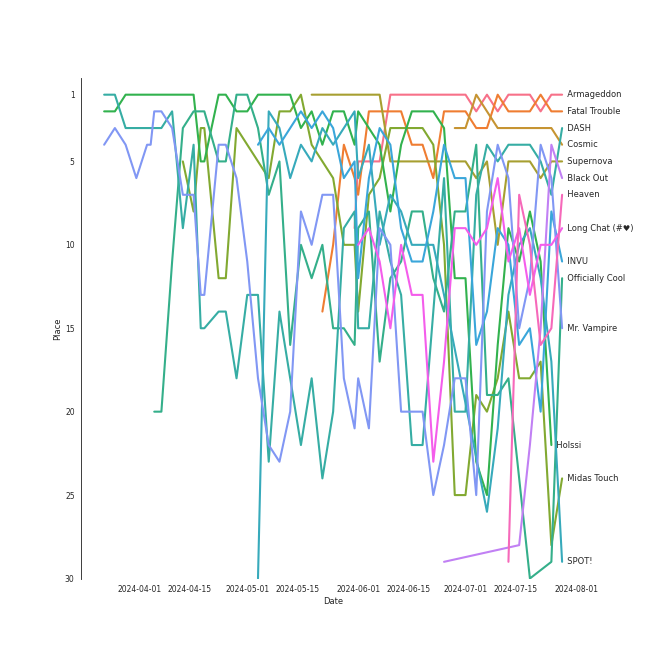 1
5
10
15
20
25
30
Place
Armageddon
Fatal Trouble
DASH
Cosmic
Supernova
Black Out
Heaven
Long Chat (#♥)
INVU
Officially Cool
Mr. Vampire
Holssi
Midas Touch
SPOT!
2024-04-01 2024-04-15 2024-05-01 2024-05-15 2024-06-01 2024-06-15 2024-07-01 2024-07-15 2024-08-01
Date